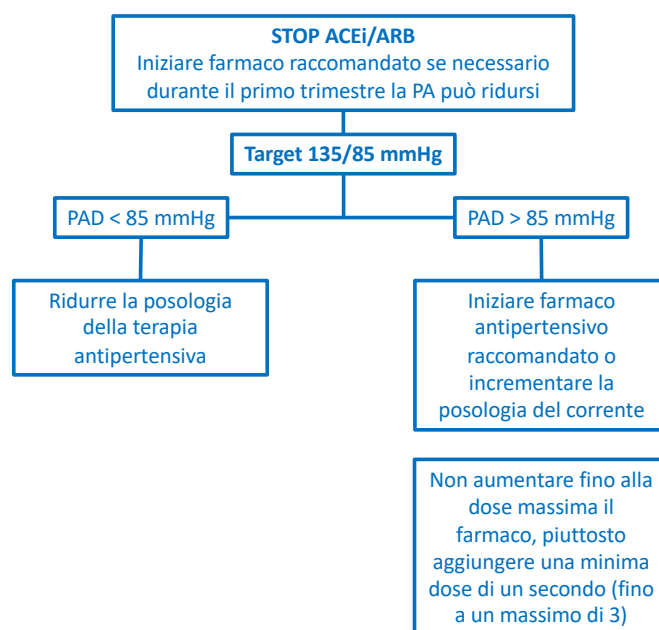 STOP ACEi/ARB
Iniziare farmaco raccomandato se necessario
durante il primo trimestre la PA può ridursi
Target 135/85 mmHg
PAD < 85 mmHg
PAD > 85 mmHg
Ridurre la posologia
della terapia
antipertensiva
Iniziare farmaco
antipertensivo
raccomandato o
incrementare la
posologia del corrente
Non aumentare fino alla
dose massima il
farmaco, piuttosto
aggiungere una minima
dose di un secondo (fino
a un massimo di 3)